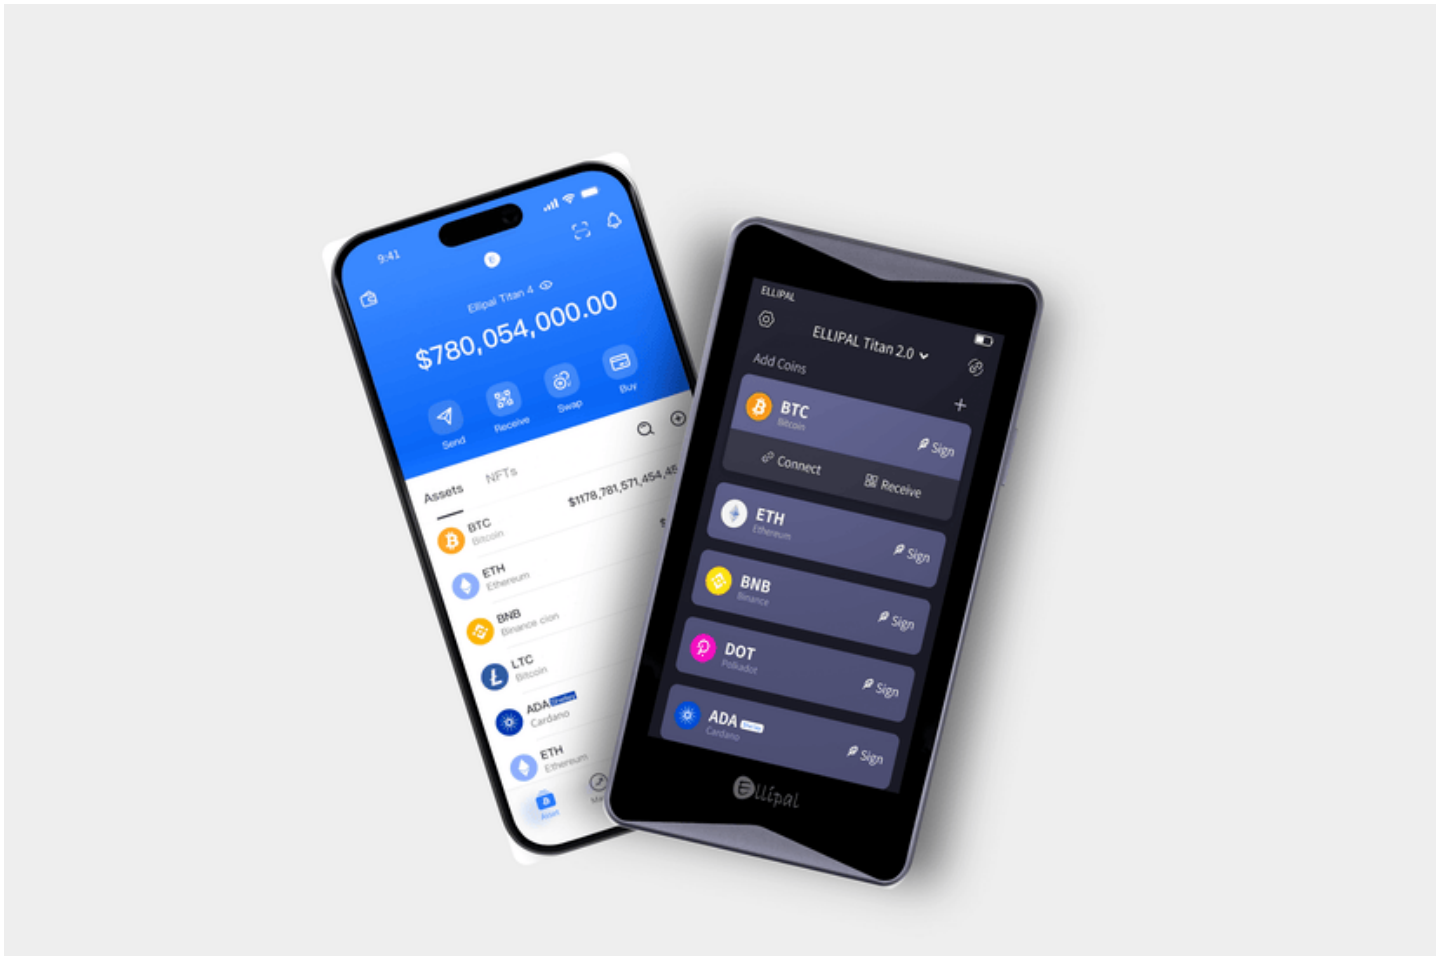 9:41
Ellipal Titan 4
$780,054,000.00
Send
Receive
Swap
Buy
Assets
NFTs
BTC
Bitcoin
$1178,781,571,454,45
$
ETH
Ethereum
BNB
Binance cion
LTC
Bitcoin
ADA
Cardano
ETH
Ethereum
Asset
ELLIPAL
ELLIPAL Titan 2.0
Add Coins
BTC
Bitcoin
Sign
Connect
Receive
ETH
Ethereum
Sign
BNB
Binance
Sign
DOT
Polkadot
Sign
ADA
Cardano
Sign
Ellipal